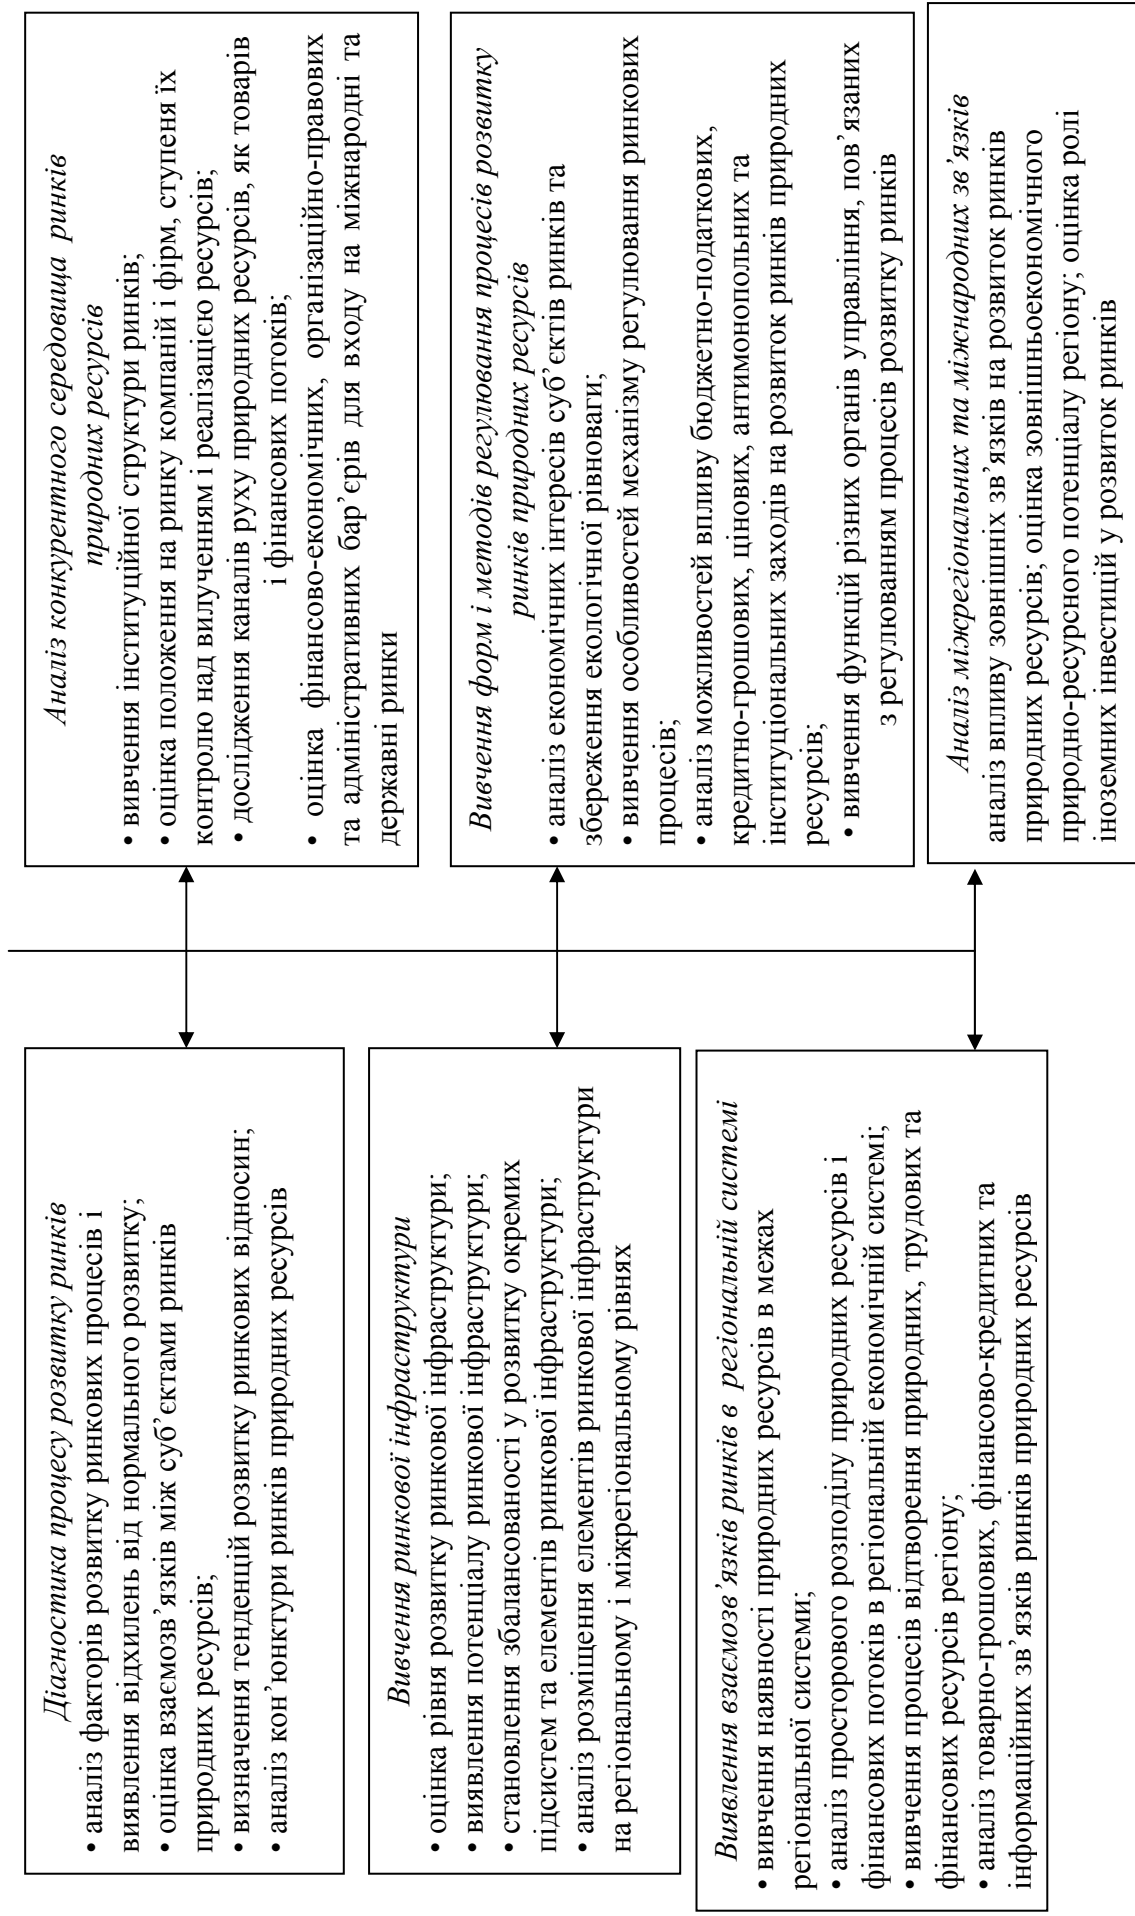 Діагностика процесу розвитку ринків
• аналіз факторів розвитку ринкових процесів і
виявлення відхилень від нормального розвитку;
• оцінка взаємозв’язків між суб’єктами ринків
природних ресурсів;
• визначення тенденцій розвитку ринкових відносин;
• аналіз кон’юнктури ринків природних ресурсів
Вивчення ринкової інфраструктури
• оцінка рівня розвитку ринкової інфраструктури;
• виявлення потенціалу ринкової інфраструктури;
• становлення збалансованості у розвитку окремих
підсистем та елементів ринкової інфраструктури;
• аналіз розміщення елементів ринкової інфраструктури
на регіональному і міжрегіональному рівнях
Виявлення взаємозв’язків ринків в регіональній системі
• вивчення наявності природних ресурсів в межах
регіональної системи;
• аналіз просторового розподілу природних ресурсів і
фінансових потоків в регіональній економічній системі;
• вивчення процесів відтворення природних, трудових та
фінансових ресурсів регіону;
• аналіз товарно-грошових, фінансово-кредитних та
інформаційних зв’язків ринків природних ресурсів
Аналіз конкурентного середовища ринків
природних ресурсів
• вивчення інституційної структури ринків;
• оцінка положення на ринку компаній і фірм, ступеня їх
контролю над вилученням і реалізацією ресурсів;
• дослідження каналів руху природних ресурсів, як товарів
і фінансових потоків;
• оцінка фінансово-економічних, організаційно-правових
та адміністративних бар’єрів для входу на міжнародні та
державні ринки
Вивчення форм і методів регулювання процесів розвитку
ринків природних ресурсів
• аналіз економічних інтересів суб’єктів ринків та
збереження екологічної рівноваги;
• вивчення особливостей механізму регулювання ринкових
процесів;
• аналіз можливостей впливу бюджетно-податкових,
кредитно-грошових, цінових, антимонопольних та
інституціональних заходів на розвиток ринків природних
ресурсів;
• вивчення функцій різних органів управління, пов’язаних
з регулюванням процесів розвитку ринків
Аналіз міжрегіональних та міжнародних зв’язків
аналіз впливу зовнішніх зв’язків на розвиток ринків
природних ресурсів; оцінка зовнішньоекономічного
природно-ресурсного потенціалу регіону; оцінка ролі
іноземних інвестицій у розвиток ринків